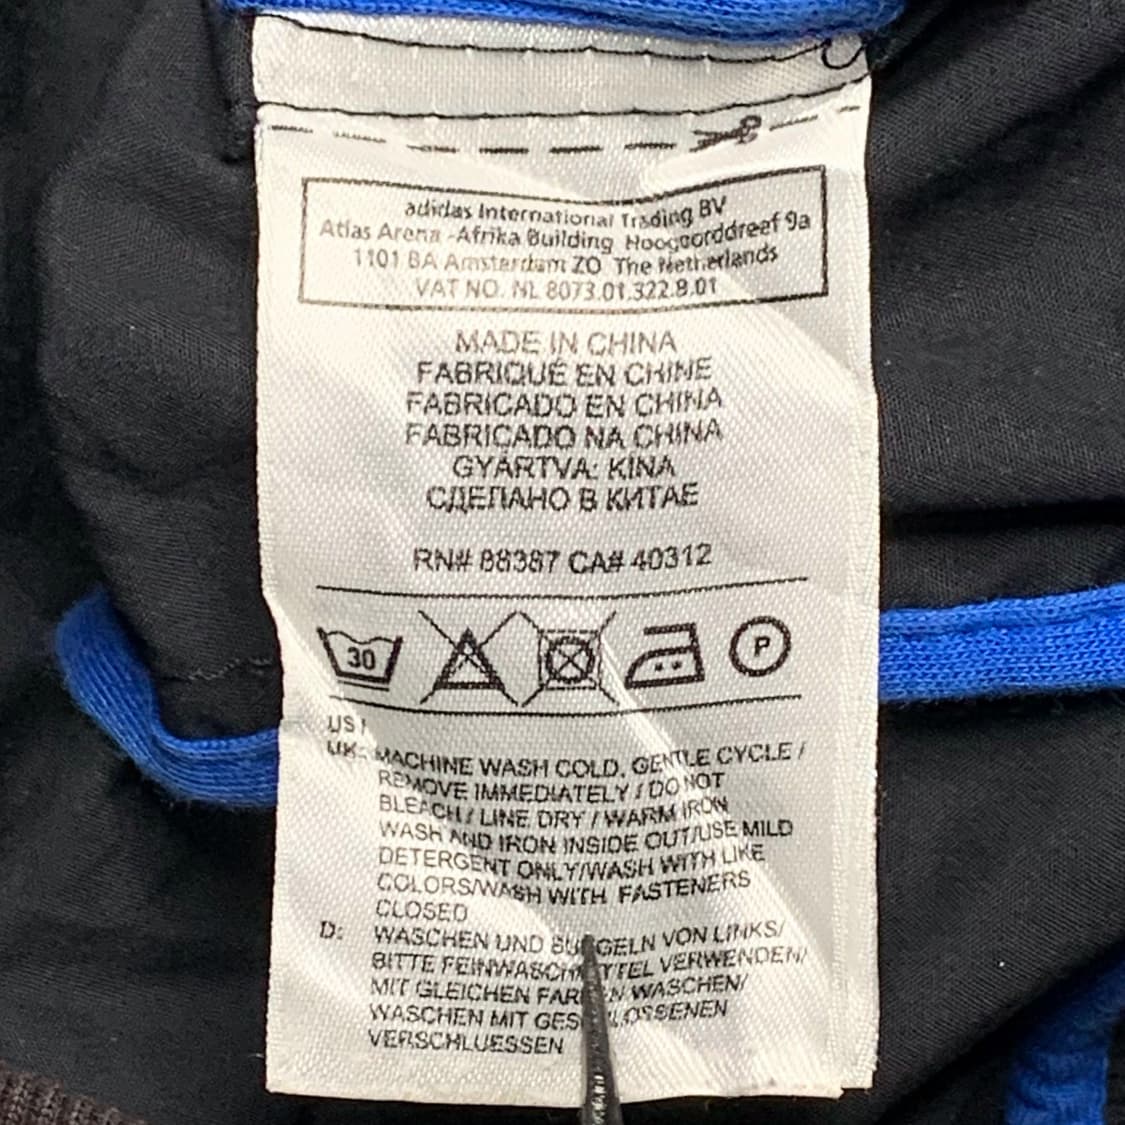 adidas International Trading BV
Atlas Arena -Afrika Building Hoogoorddreef 9a
1101 BA Amsterdam ZO The Netherlands
VAT NO. NL 8073.01.322.B.01
MADE IN CHINA
FABRIQUÉ EN CHINE
FABRICADO EN CHINA
FABRICADO NA CHINA
GYÁRTVA: KÍNA
СДЕЛАНО В КИТАЕ
RN# 88387 CA# 40312
30 P
US /
UK: MACHINE WASH COLD, GENTLE CYCLE /
REMOVE IMMEDIATELY / DO NOT
BLEACH / LINE DRY / WARM IRON
WASH AND IRON INSIDE OUT/USE MILD
DETERGENT ONLY/WASH WITH LIKE
COLORS/WASH WITH FASTENERS
CLOSED
D: WASCHEN UND BUEGELN VON LINKS/
BITTE FEINWASCHMITTEL VERWENDEN/
MIT GLEICHEN FARBEN WASCHEN/
WASCHEN MIT GESCHLOSSENEN
VERSCHLUESSEN